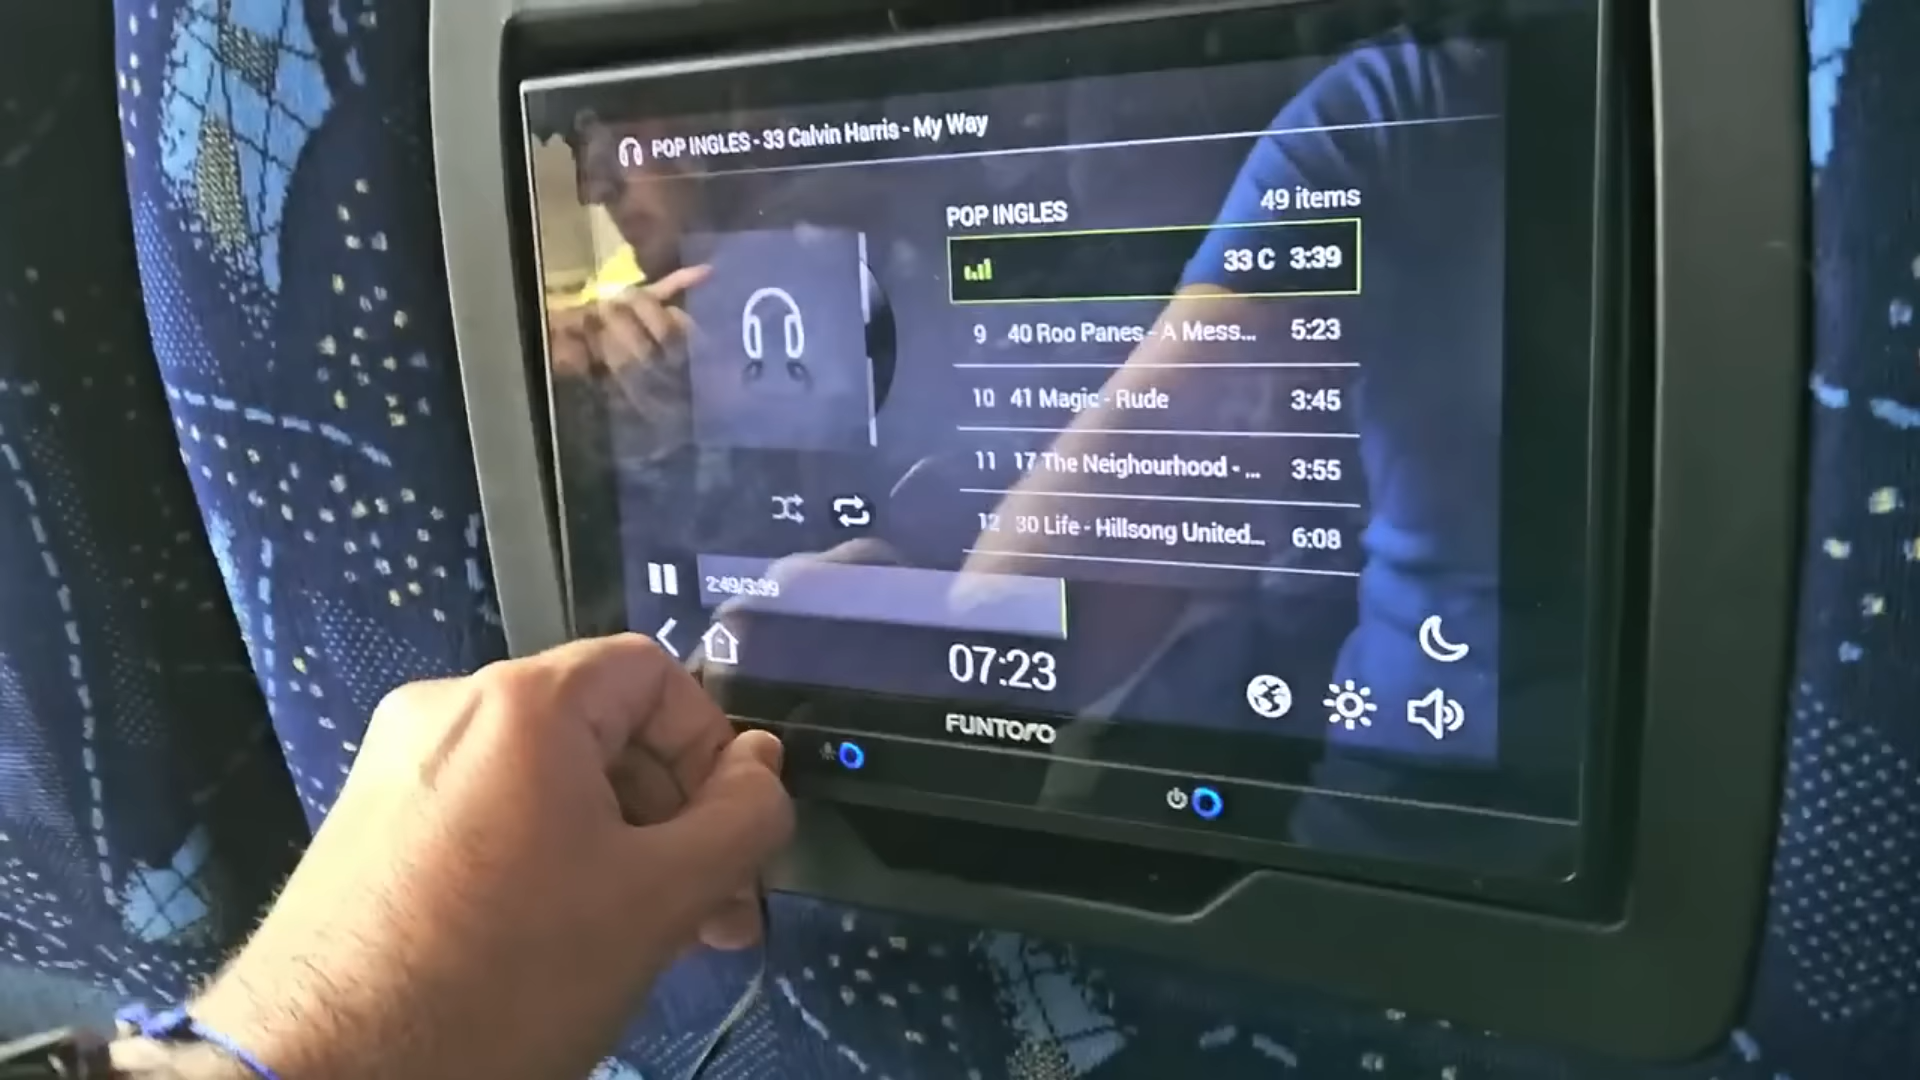 POP INGLES - 33 Calvin Harris - My Way
POP INGLES 49 items
33 C 3:39
9 40 Roo Panes - A Mess... 5:23
10 41 Magic - Rude 3:45
11 17 The Neighourhood - ... 3:55
12 30 Life - Hillsong United... 6:08
2:49/3:39
07:23
FUNTORO